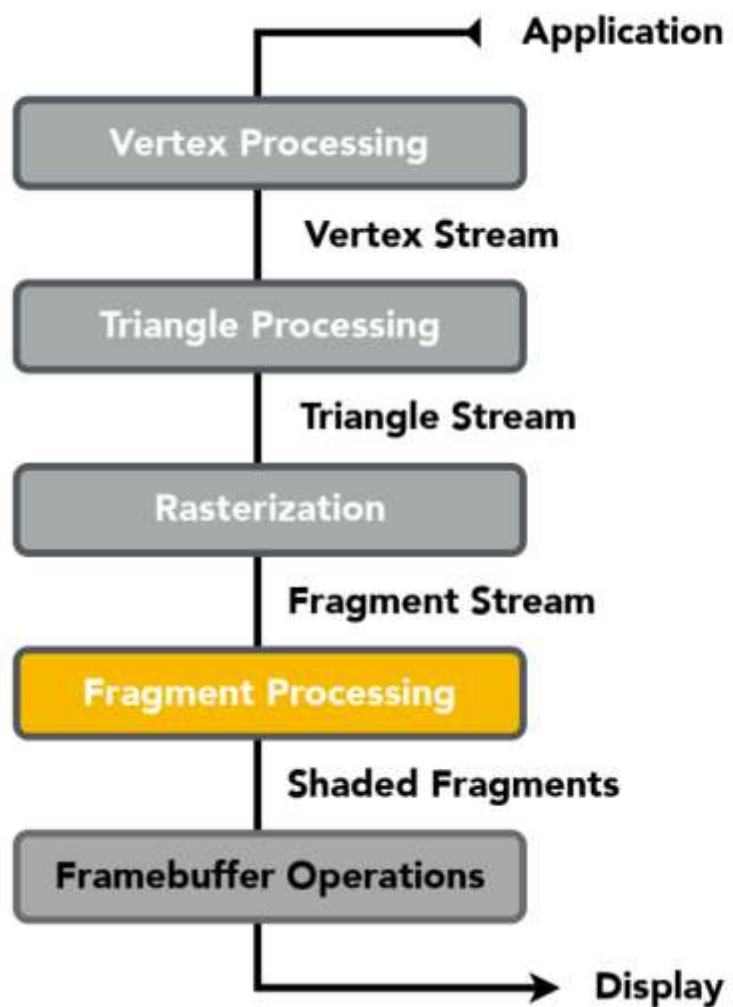 Application
Vertex Processing
Vertex Stream
Triangle Processing
Triangle Stream
Rasterization
Fragment Stream
Fragment Processing
Shaded Fragments
Framebuffer Operations
Display